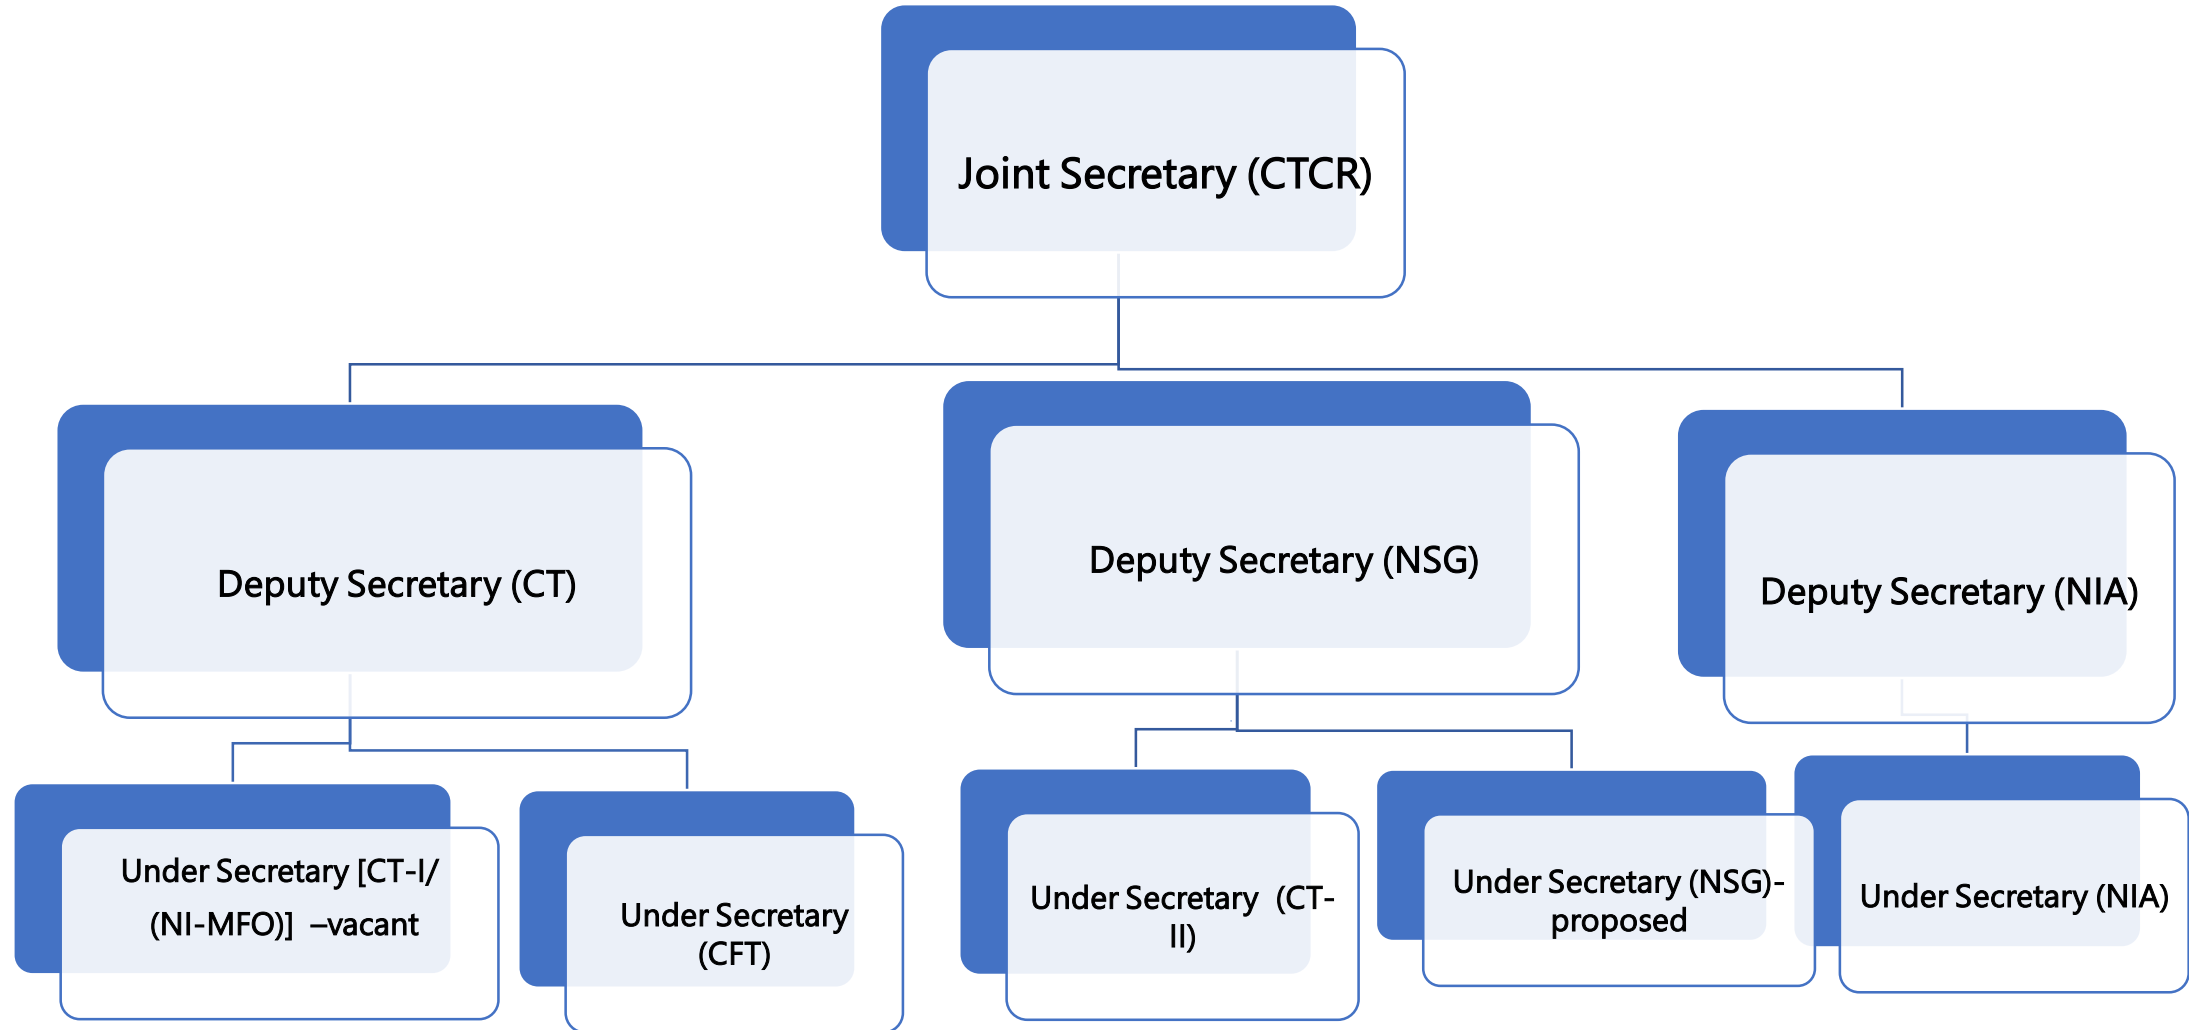 Joint Secretary (CTCR)
Deputy Secretary (CT)
Deputy Secretary (NSG)
Deputy Secretary (NIA)
Under Secretary [CT-I/
(NI-MFO)] –vacant
Under Secretary
(CFT)
Under Secretary (CT-
II)
Under Secretary (NSG)-
proposed
Under Secretary (NIA)